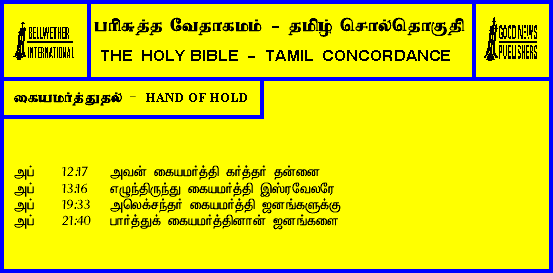 BELLWETHER
INTERNATIONAL
பரிசுத்த வேதாகமம் - தமிழ் சொல்தொகுதி
THE HOLY BIBLE - TAMIL CONCORDANCE
GOOD NEWS
PUBLISHERS
கையமர்த்துதல் - HAND OF HOLD
அப் 12:17 அவன் கையமர்த்தி கர்த்தர் தன்னை
அப் 13:16 எழுந்திருந்து கையமர்த்தி இஸ்ரவேலரே
அப் 19:33 அலெக்சந்தர் கையமர்த்தி ஜனங்களுக்கு
அப் 21:40 பார்த்துக் கையமர்த்தினான் ஜனங்களை